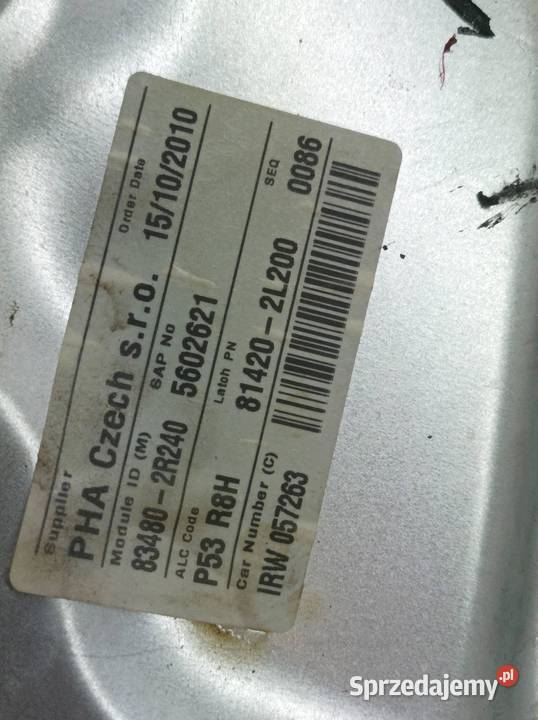 Supplier Order Date
PHA Czech s.r.o. 15/10/2010
Module ID (M) SAP No
83480-2R240 5602621
ALC Code Latch PN SEQ
P53 R8H 81420-2L200 0086
Car Number (C)
IRW 057263
Sprzedajemy.pl